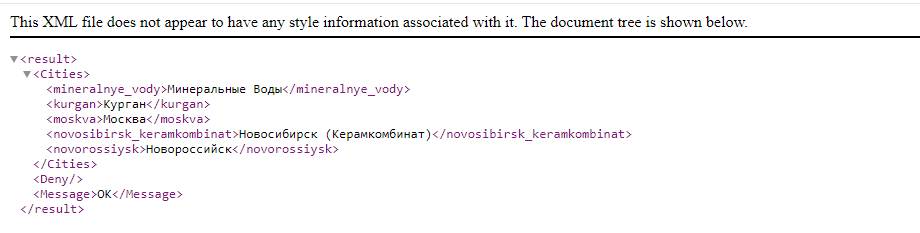 This XML file does not appear to have any style information associated with it. The document tree is shown below.
▼<result>
▼<Cities>
<mineralnye_vody>Минеральные Воды</mineralnye_vody>
<kurgan>Курган</kurgan>
<moskva>Москва</moskva>
<novosibirsk_keramkombinat>Новосибирск (Керамкомбинат)</novosibirsk_keramkombinat>
<novorossiysk>Новороссийск</novorossiysk>
</Cities>
<Deny/>
<Message>OK</Message>
</result>